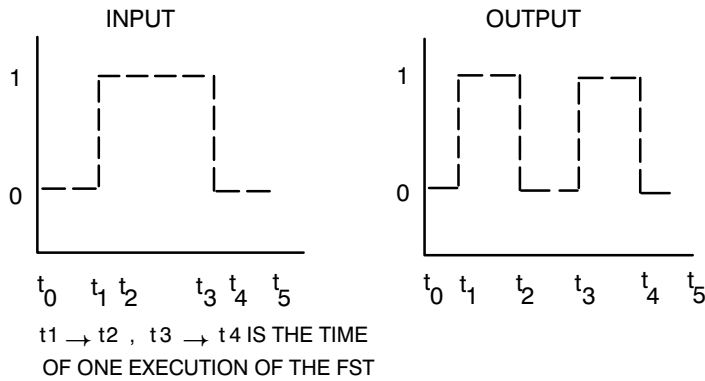 INPUT
OUTPUT
1
0
t0 t1 t2 t3 t4 t5
1
0
t0 t1 t2 t3 t4 t5
t1 → t2 , t3 → t4 IS THE TIME
OF ONE EXECUTION OF THE FST